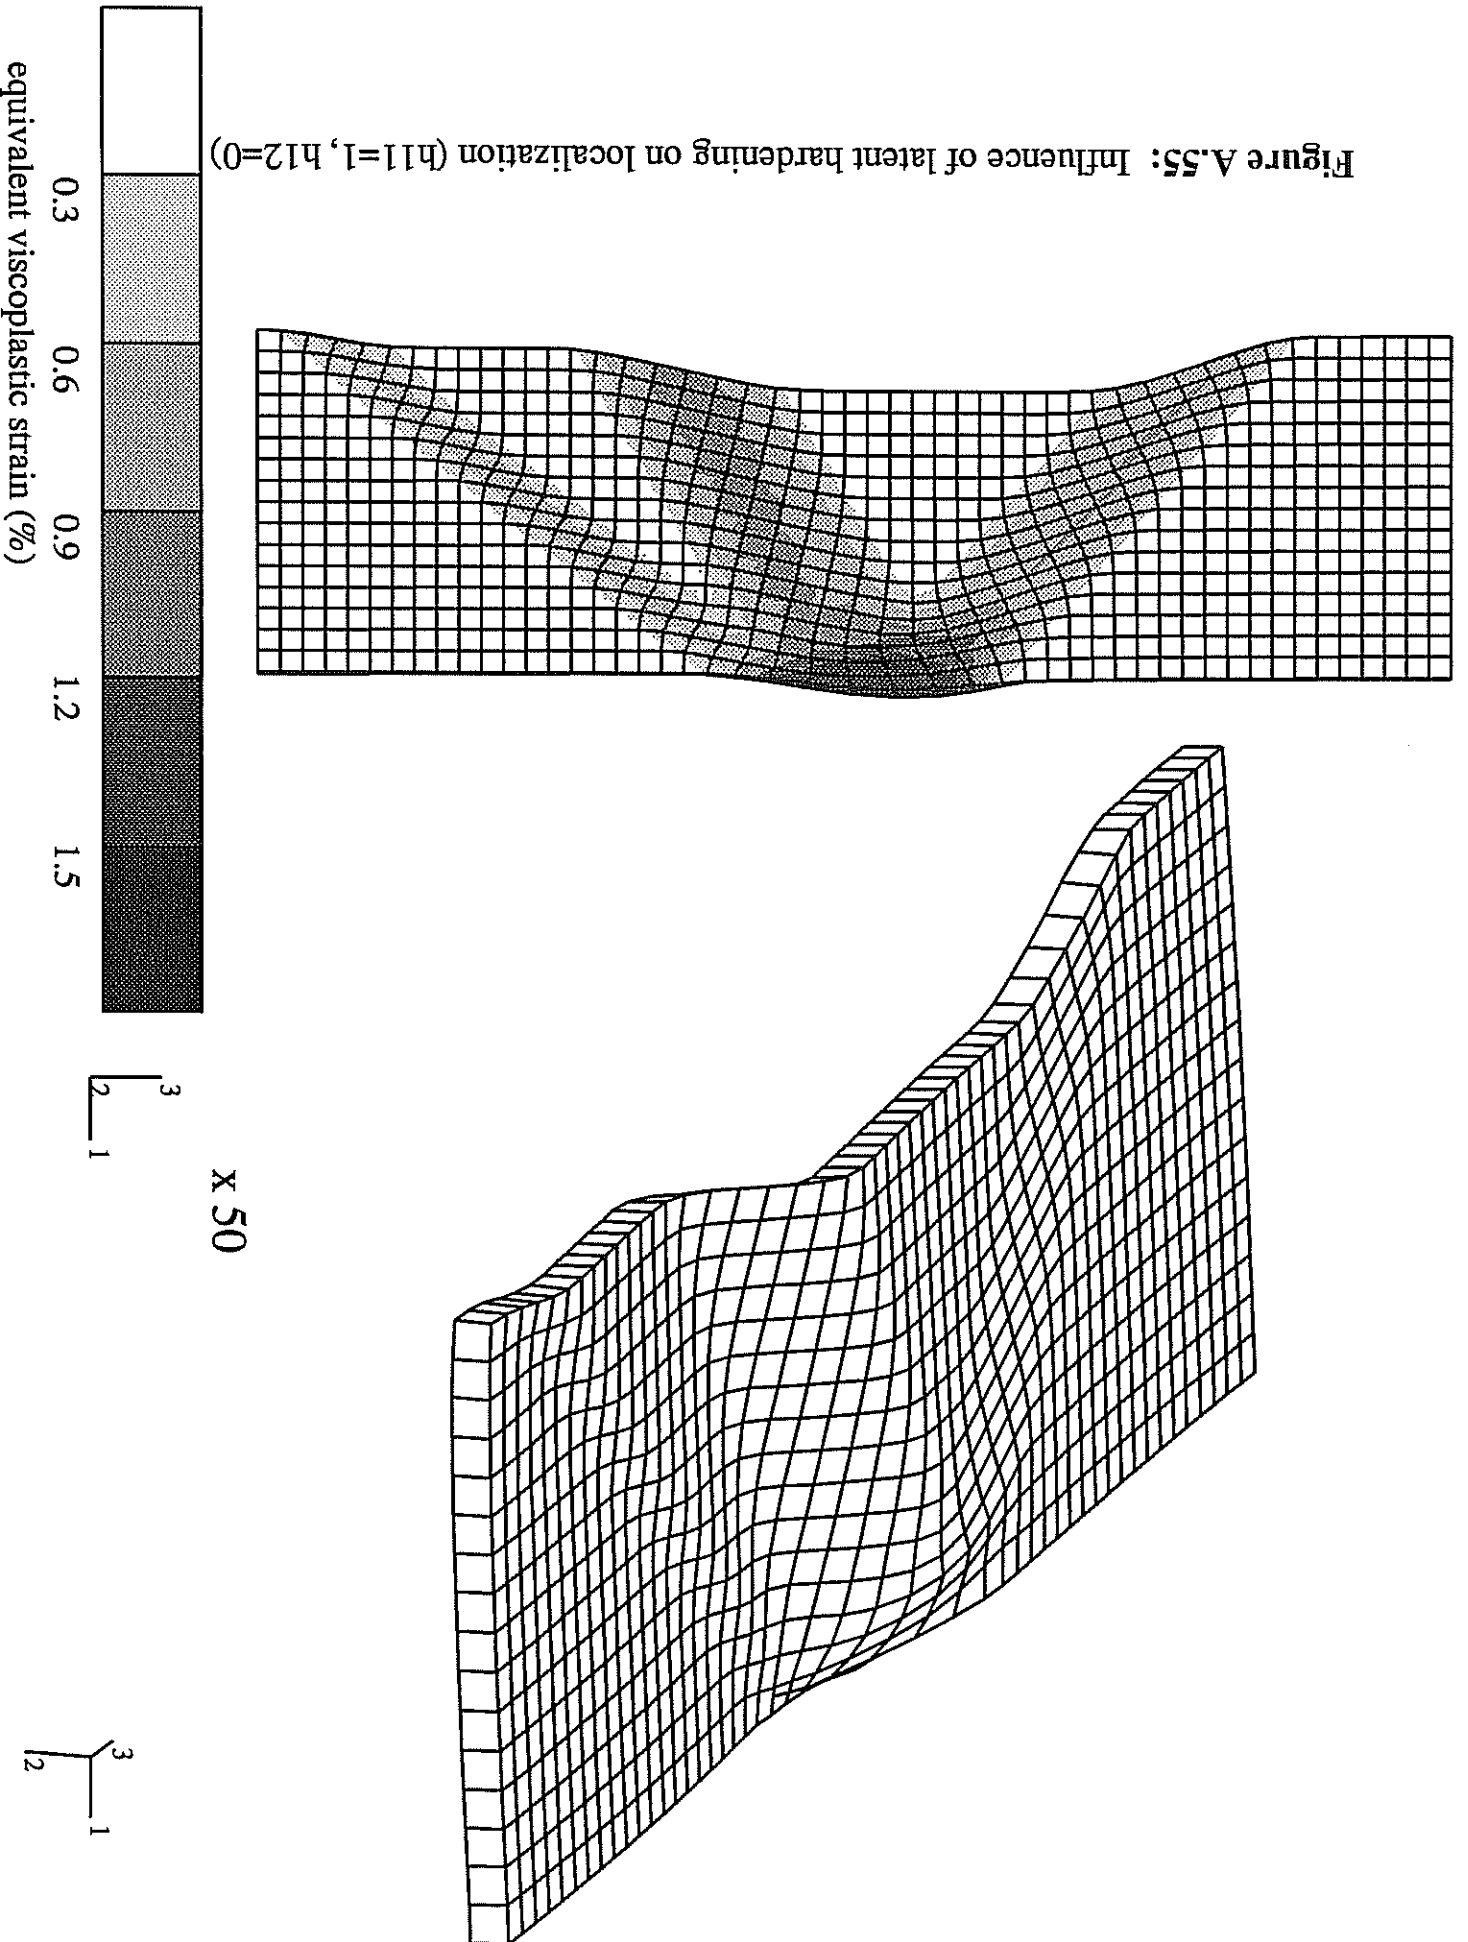 Figure A.55: Influence of latent hardening on localization (h11=1, h12=0)
0.3 0.6 0.9 1.2 1.5
equivalent viscoplastic strain (%)
x 50
3
2 1
3
2 1